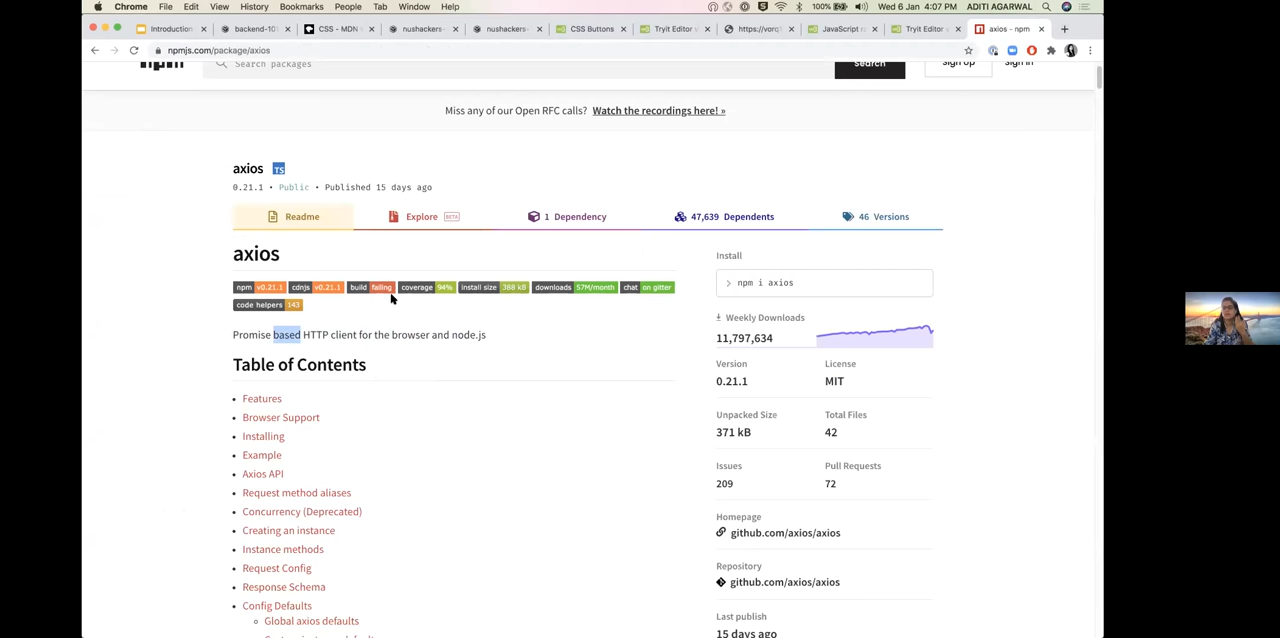 Chrome File Edit View History Bookmarks People Tab Window Help 100% Wed 6 Jan 4:07 PM ADITI AGARWAL
Introduction backend-101 CSS - MDN nushackers- nushackers- CSS Buttons Tryit Editor v https://vorq JavaScript ra Tryit Editor v axios - npm
npmjs.com/package/axios
npm Search packages Search Sign Up Sign In
Miss any of our Open RFC calls? Watch the recordings here! »
axios TS
0.21.1 • Public • Published 15 days ago
Readme Explore BETA 1 Dependency 47,639 Dependents 46 Versions
axios
npm v0.21.1 cdnjs v0.21.1 build failing coverage 94% install size 388 kB downloads 57M/month chat on gitter
code helpers 143
Promise based HTTP client for the browser and node.js
Table of Contents
• Features
• Browser Support
• Installing
• Example
• Axios API
• Request method aliases
• Concurrency (Deprecated)
• Creating an instance
• Instance methods
• Request Config
• Response Schema
• Config Defaults
Global axios defaults
Install
> npm i axios
Weekly Downloads
11,797,634
Version License
0.21.1 MIT
Unpacked Size Total Files
371 kB 42
Issues Pull Requests
209 72
Homepage
github.com/axios/axios
Repository
github.com/axios/axios
Last publish
15 days ago